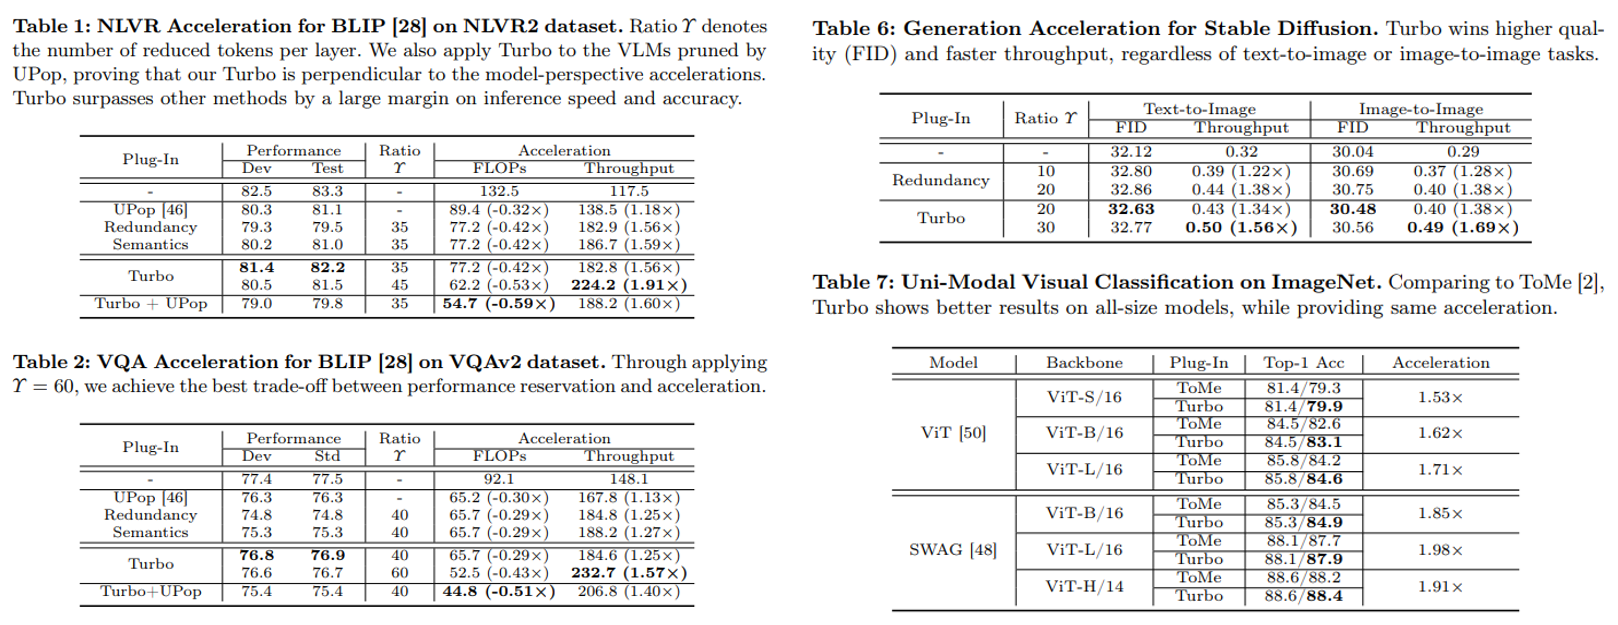 Table 1: NLVR Acceleration for BLIP [28] on NLVR2 dataset. Ratio ϒ denotes
the number of reduced tokens per layer. We also apply Turbo to the VLMs pruned by
UPop, proving that our Turbo is perpendicular to the model-perspective accelerations.
Turbo surpasses other methods by a large margin on inference speed and accuracy.
Plug-In Performance Ratio Acceleration
Dev Test ϒ FLOPs Throughput
- 82.5 83.3 - 132.5 117.5
UPop [46] 80.3 81.1 - 89.4 (-0.32×) 138.5 (1.18×)
Redundancy 79.3 79.5 35 77.2 (-0.42×) 182.9 (1.56×)
Semantics 80.2 81.0 35 77.2 (-0.42×) 186.7 (1.59×)
Turbo 81.4 82.2 35 77.2 (-0.42×) 182.8 (1.56×)
80.5 81.5 45 62.2 (-0.53×) 224.2 (1.91×)
Turbo + UPop 79.0 79.8 35 54.7 (-0.59×) 188.2 (1.60×)
Table 2: VQA Acceleration for BLIP [28] on VQAv2 dataset. Through applying
ϒ = 60, we achieve the best trade-off between performance reservation and acceleration.
Plug-In Performance Ratio Acceleration
Dev Std ϒ FLOPs Throughput
- 77.4 77.5 - 92.1 148.1
UPop [46] 76.3 76.3 - 65.2 (-0.30×) 167.8 (1.13×)
Redundancy 74.8 74.8 40 65.7 (-0.29×) 184.8 (1.25×)
Semantics 75.3 75.3 40 65.7 (-0.29×) 188.2 (1.27×)
Turbo 76.8 76.9 40 65.7 (-0.29×) 184.6 (1.25×)
76.6 76.7 60 52.5 (-0.43×) 232.7 (1.57×)
Turbo+UPop 75.4 75.4 40 44.8 (-0.51×) 206.8 (1.40×)
Table 6: Generation Acceleration for Stable Diffusion. Turbo wins higher qual-
ity (FID) and faster throughput, regardless of text-to-image or image-to-image tasks.
Plug-In Ratio ϒ Text-to-Image Image-to-Image
FID Throughput FID Throughput
- - 32.12 0.32 30.04 0.29
Redundancy 10 32.80 0.39 (1.22×) 30.69 0.37 (1.28×)
20 32.86 0.44 (1.38×) 30.75 0.40 (1.38×)
Turbo 20 32.63 0.43 (1.34×) 30.48 0.40 (1.38×)
30 32.77 0.50 (1.56×) 30.56 0.49 (1.69×)
Table 7: Uni-Modal Visual Classification on ImageNet. Comparing to ToMe [2],
Turbo shows better results on all-size models, while providing same acceleration.
Model Backbone Plug-In Top-1 Acc Acceleration
ViT [50] ViT-S/16 ToMe 81.4/79.3 1.53×
Turbo 81.4/79.9
ViT-B/16 ToMe 84.5/82.6 1.62×
Turbo 84.5/83.1
ViT-L/16 ToMe 85.8/84.2 1.71×
Turbo 85.8/84.6
SWAG [48] ViT-B/16 ToMe 85.3/84.5 1.85×
Turbo 85.3/84.9
ViT-L/16 ToMe 88.1/87.7 1.98×
Turbo 88.1/87.9
ViT-H/14 ToMe 88.6/88.2 1.91×
Turbo 88.6/88.4